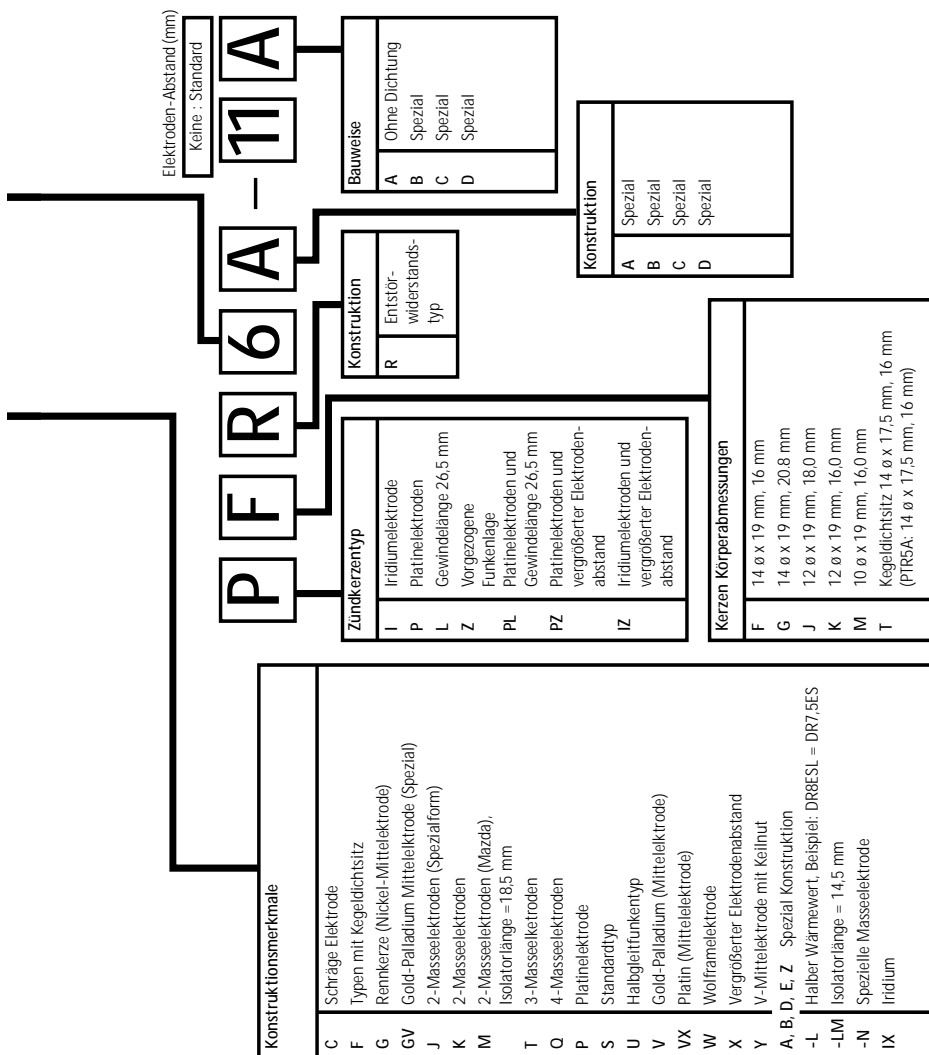 Elektroden-Abstand (mm)
Keine : Standard
P F R 6 A – 11 A
Konstruktionsmerkmale
C Schräge Elektrode
F Typen mit Kegeldichtsitz
G Rennkerze (Nickel-Mittelektrode)
GV Gold-Palladium Mittelelktrode (Spezial)
J 2-Masseelektroden (Spezialform)
K 2-Masseelektroden
M 2-Masseelektroden (Mazda),
Isolatorlänge = 18,5 mm
T 3-Masseelketroden
Q 4-Masseelektroden
P Platinelektrode
S Standardtyp
U Halbgleitfunkentyp
V Gold-Palladium (Mittelelktrode)
VX Platin (Mittelelektrode)
W Wolframelektrode
X Vergrößerter Elektrodenabstand
Y V-Mittelektrode mit Keilnut
A, B, D, E, Z Spezial Konstruktion
-L Halber Wärmewert, Beispiel: DR8ESL = DR7,5ES
-LM Isolatorlänge = 14,5 mm
-N Spezielle Masseelektrode
IX Iridium
Zündkerzentyp
I Iridiumelektrode
P Platinelektroden
L Gewindelänge 26,5 mm
Z Vorgezogene
Funkenlage
PL Platinelektroden und
Gewindelänge 26,5 mm
PZ Platinelektroden und
vergrößerter Elektroden-
abstand
IZ Iridiumelektroden und
vergrößerter Elektroden-
abstand
Kerzen Körperabmessungen
F 14 ø x 19 mm, 16 mm
G 14 ø x 19 mm, 20.8 mm
J 12 ø x 19 mm, 18,0 mm
K 12 ø x 19 mm, 16,0 mm
M 10 ø x 19 mm, 16,0 mm
T Kegeldichtsitz 14 ø x 17,5 mm, 16 mm
(PTR5A: 14 ø x 17,5 mm, 16 mm)
Konstruktion
R Entstör-
widerstands-
typ
Bauweise
A Ohne Dichtung
B Spezial
C Spezial
D Spezial
Konstruktion
A Spezial
B Spezial
C Spezial
D Spezial